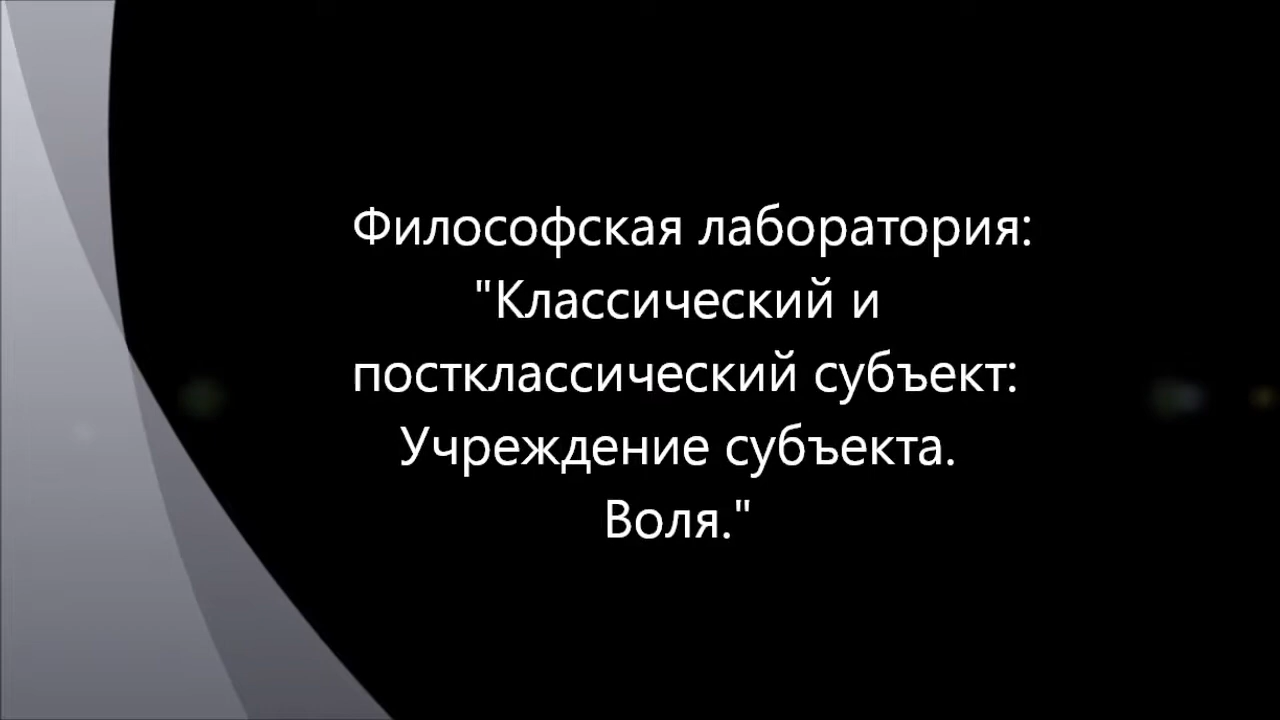 Философская лаборатория:
"Классический и
постклассический субъект:
Учреждение субъекта.
Воля."